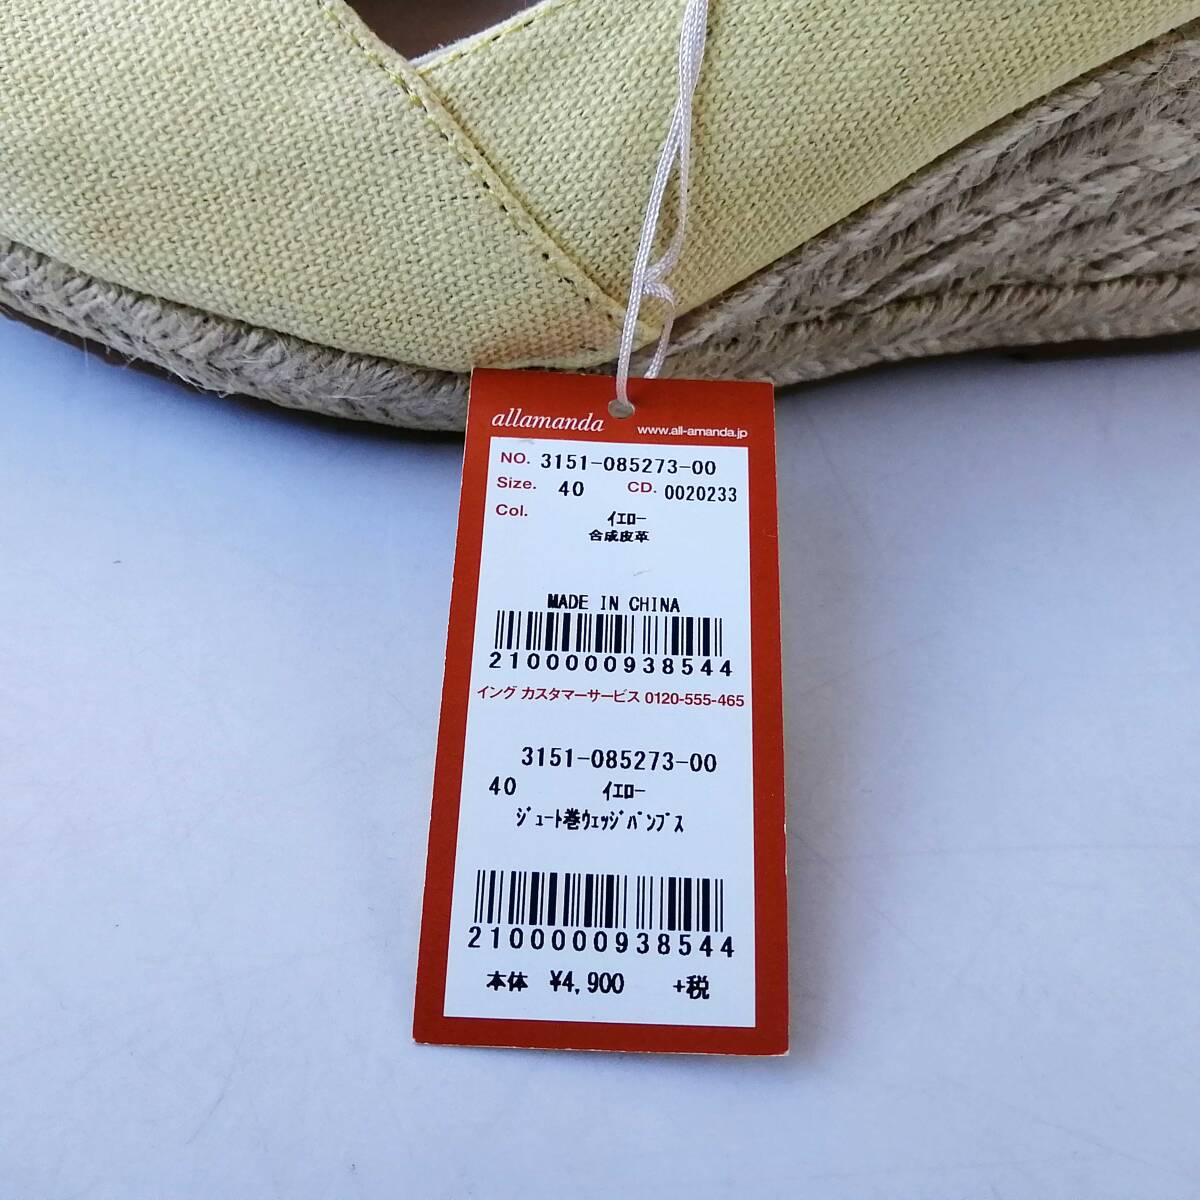 allamanda www.all-amanda.jp
NO. 3151-085273-00
Size. 40 CD. 0020233
Col. イエロー
合成皮革
MADE IN CHINA
2100000938544
イング カスタマーサービス 0120-555-465
3151-085273-00
40 イエロー
ジュート巻ウェッジパンプス
2100000938544
本体 ¥4,900 +税